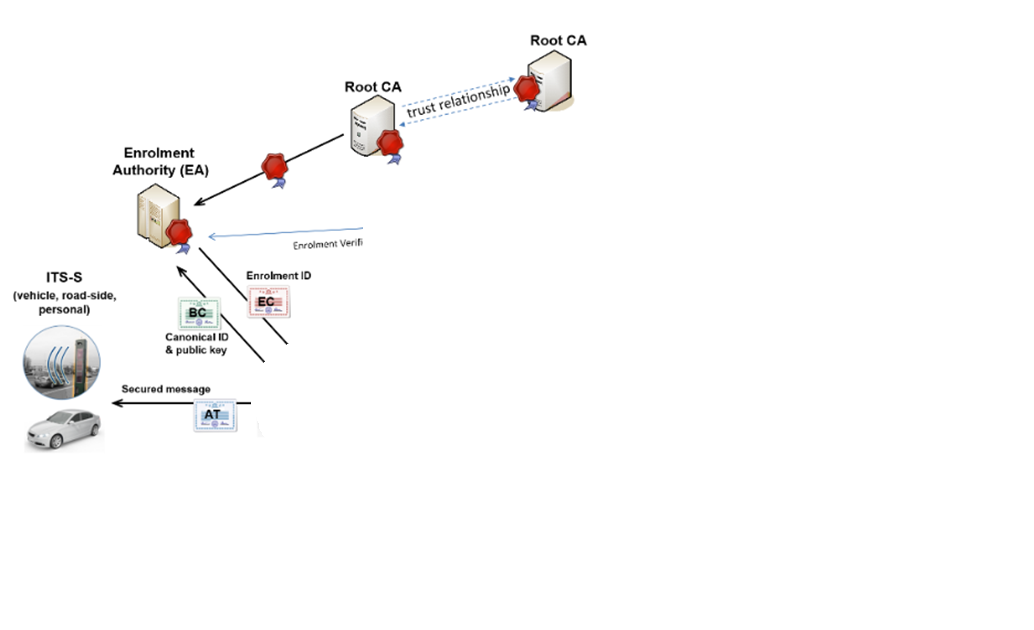 Root CA
Root CA
trust relationship
Enrolment
Authority (EA)
Enrolment Verifi
ITS-S
(vehicle, road-side,
personal)
Enrolment ID
EC
BC
Canonical ID
& public key
Secured message
AT